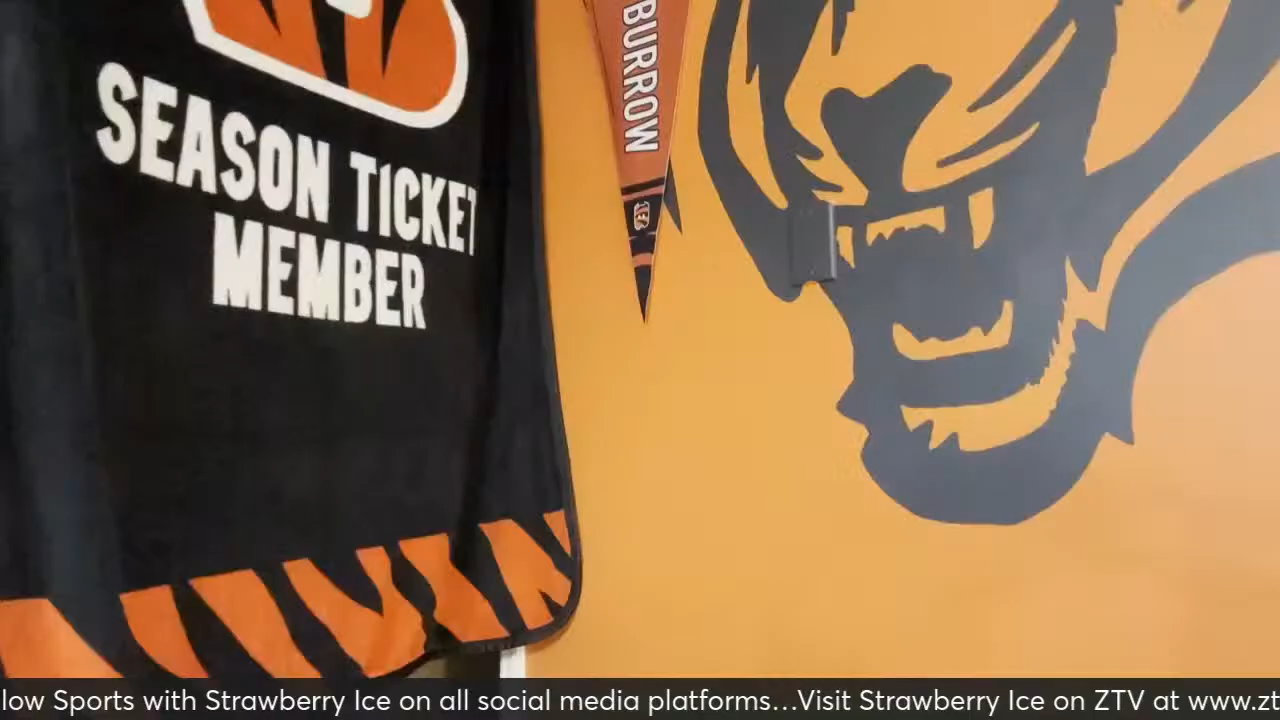 SEASON TICKET
MEMBER
BURROW
low Sports with Strawberry Ice on all social media platforms...Visit Strawberry Ice on ZTV at www.zt